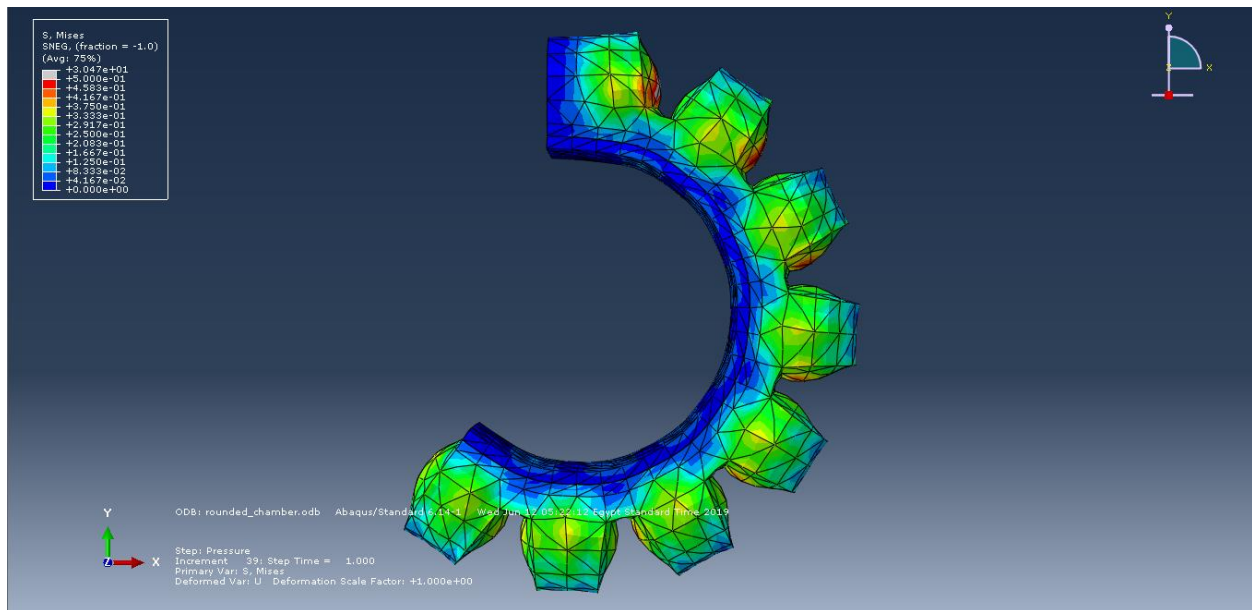 S, Mises
SNEG, (fraction = -1.0)
(Avg: 75%)
+3.047e+01
+5.000e-01
+4.583e-01
+4.167e-01
+3.750e-01
+3.333e-01
+2.917e-01
+2.500e-01
+2.083e-01
+1.667e-01
+1.250e-01
+8.333e-02
+4.167e-02
+0.000e+00
Y
Z
X
ODB: rounded_chamber.odb    Abaqus/Standard 6.14-1    Wed Jun 12 05:22:12 Egypt Standard Time 2019
Y
Z
X
Step: Pressure
Increment    39: Step Time =    1.000
Primary Var: S, Mises
Deformed Var: U   Deformation Scale Factor: +1.000e+00